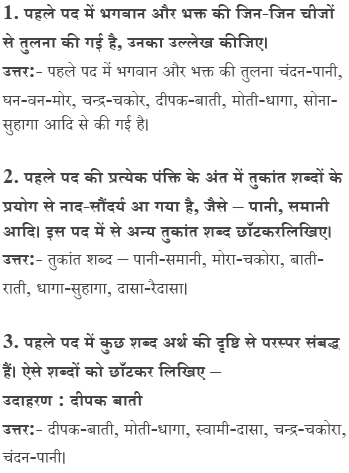 1. पहले पद में भगवान और भक्त की जिन-जिन चीजों
से तुलना की गई है, उनका उल्लेख कीजिए।
उत्तर:- पहले पद में भगवान और भक्त की तुलना चंदन-पानी,
घन-वन-मोर, चन्द्र-चकोर, दीपक-बाती, मोती-धागा, सोना-
सुहागा आदि से की गई है।
2. पहले पद की प्रत्येक पंक्ति के अंत में तुकांत शब्दों के
प्रयोग से नाद-सौंदर्य आ गया है, जैसे – पानी, समानी
आदि। इस पद में से अन्य तुकांत शब्द छाँटकरलिखिए।
उत्तर:- तुकांत शब्द – पानी-समानी, मोरा-चकोरा, बाती-
राती, धागा-सुहागा, दासा-रैदासा।
3. पहले पद में कुछ शब्द अर्थ की दृष्टि से परस्पर संबद्ध
हैं। ऐसे शब्दों को छाँटकर लिखिए –
उदाहरण : दीपक बाती
उत्तर:- दीपक-बाती, मोती-धागा, स्वामी-दासा, चन्द्र-चकोरा,
चंदन-पानी।